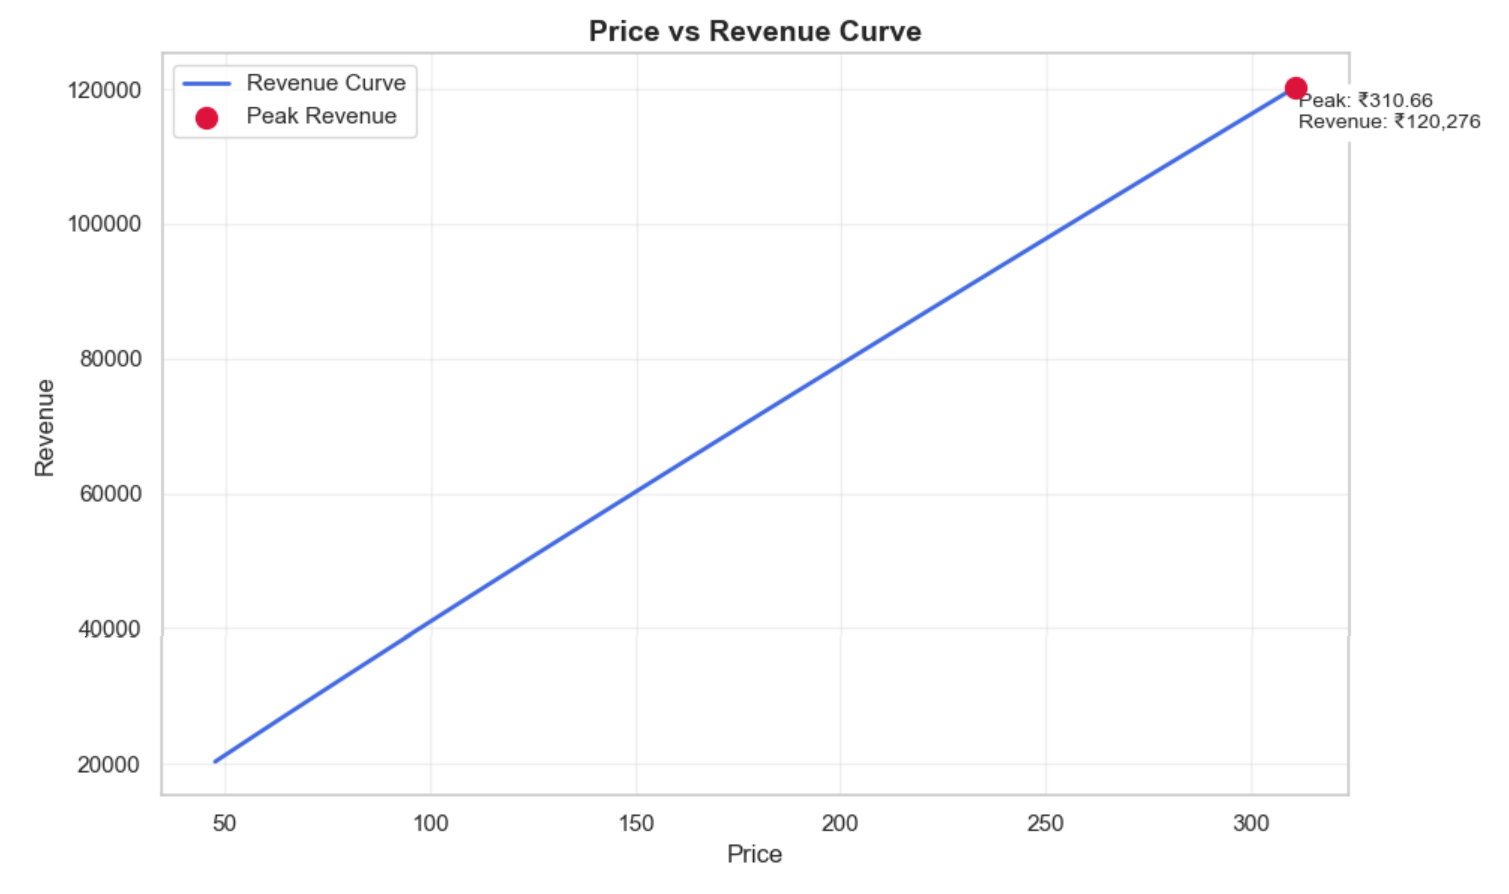 Price vs Revenue Curve
Revenue Curve
Peak Revenue
Peak: ₹310.66
Revenue: ₹120,276
120000
100000
80000
60000
40000
20000
Revenue
50 100 150 200 250 300
Price